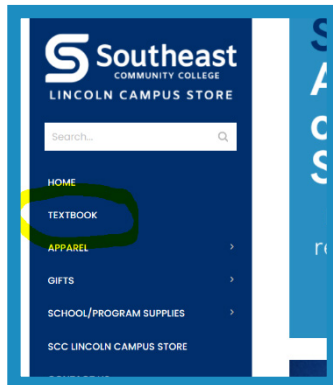 Southeast
COMMUNITY COLLEGE
LINCOLN CAMPUS STORE
Search...
HOME
TEXTBOOK
APPAREL
GIFTS
SCHOOL/PROGRAM SUPPLIES
SCC LINCOLN CAMPUS STORE